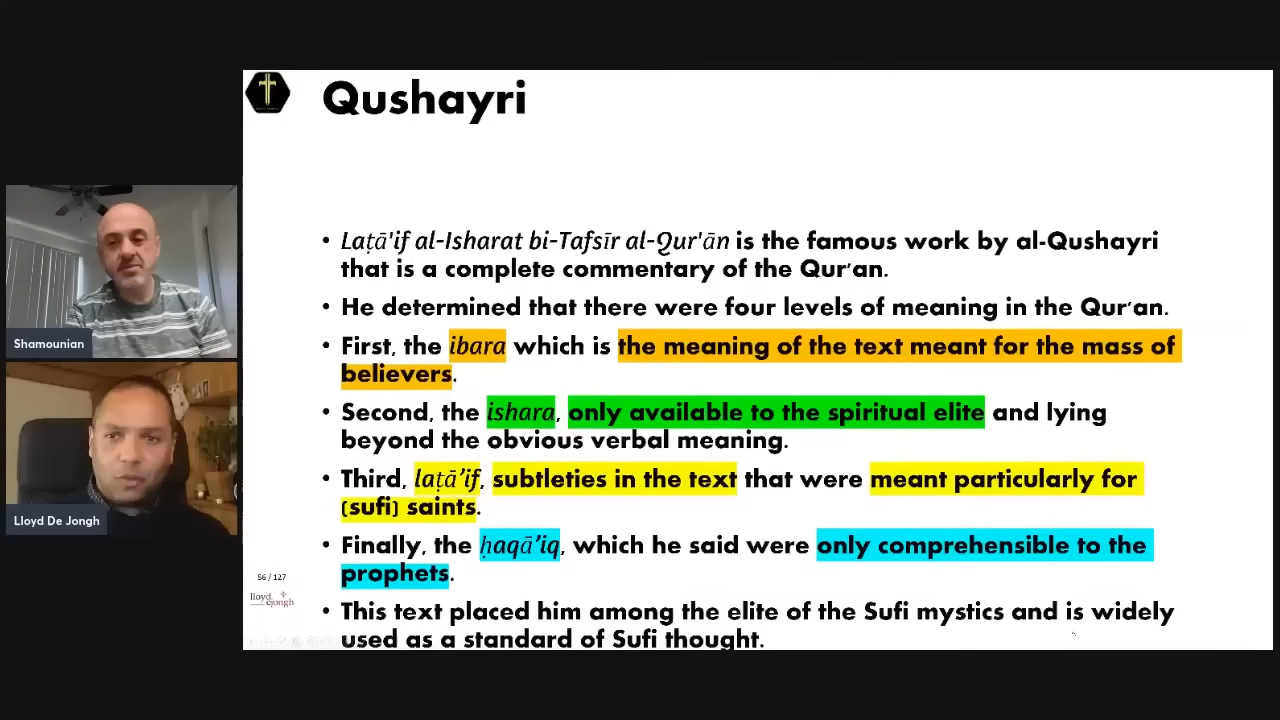 Qushayri
• Laṭā'if al-Isharat bi-Tafsīr al-Qur'ān is the famous work by al-Qushayri
that is a complete commentary of the Qur'an.
• He determined that there were four levels of meaning in the Qur'an.
• First, the ibara which is the meaning of the text meant for the mass of
believers.
• Second, the ishara, only available to the spiritual elite and lying
beyond the obvious verbal meaning.
• Third, laṭā'if, subtleties in the text that were meant particularly for
(sufi) saints.
• Finally, the ḥaqā'iq, which he said were only comprehensible to the
prophets.
• This text placed him among the elite of the Sufi mystics and is widely
used as a standard of Sufi thought.
56 / 127
lloyd
dejongh
Shamounian
Lloyd De Jongh